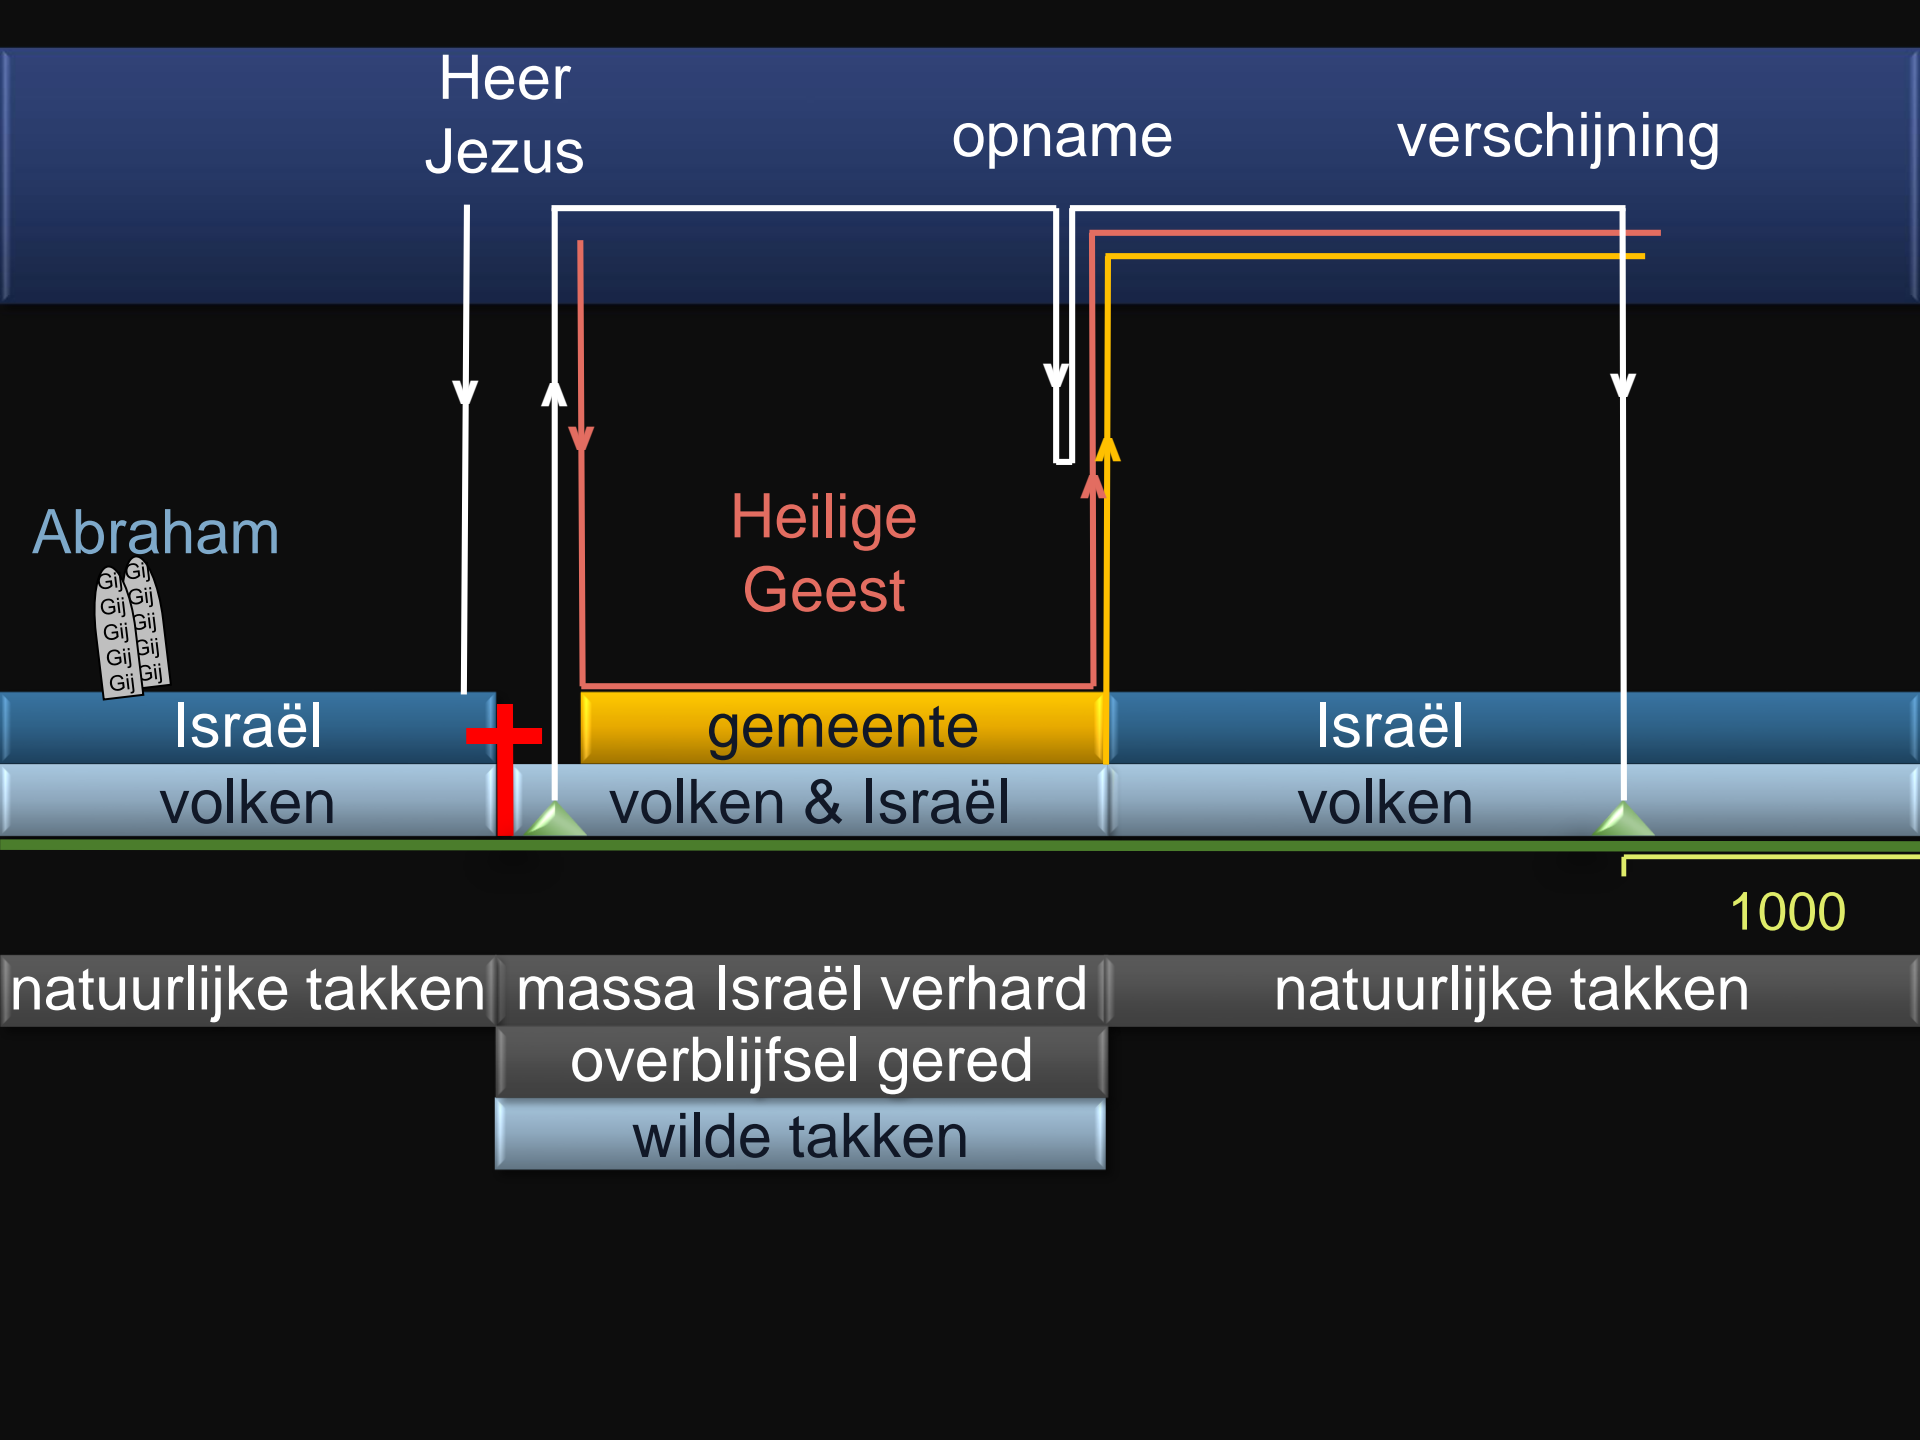 Heer
Jezus
opname
verschijning
Abraham
Heilige
Geest
Gij Gij
Gij Gij
Gij Gij
Gij Gij
Gij Gij
Israël
gemeente
Israël
volken
volken & Israël
volken
1000
natuurlijke takken
massa Israël verhard
natuurlijke takken
overblijfsel gered
wilde takken